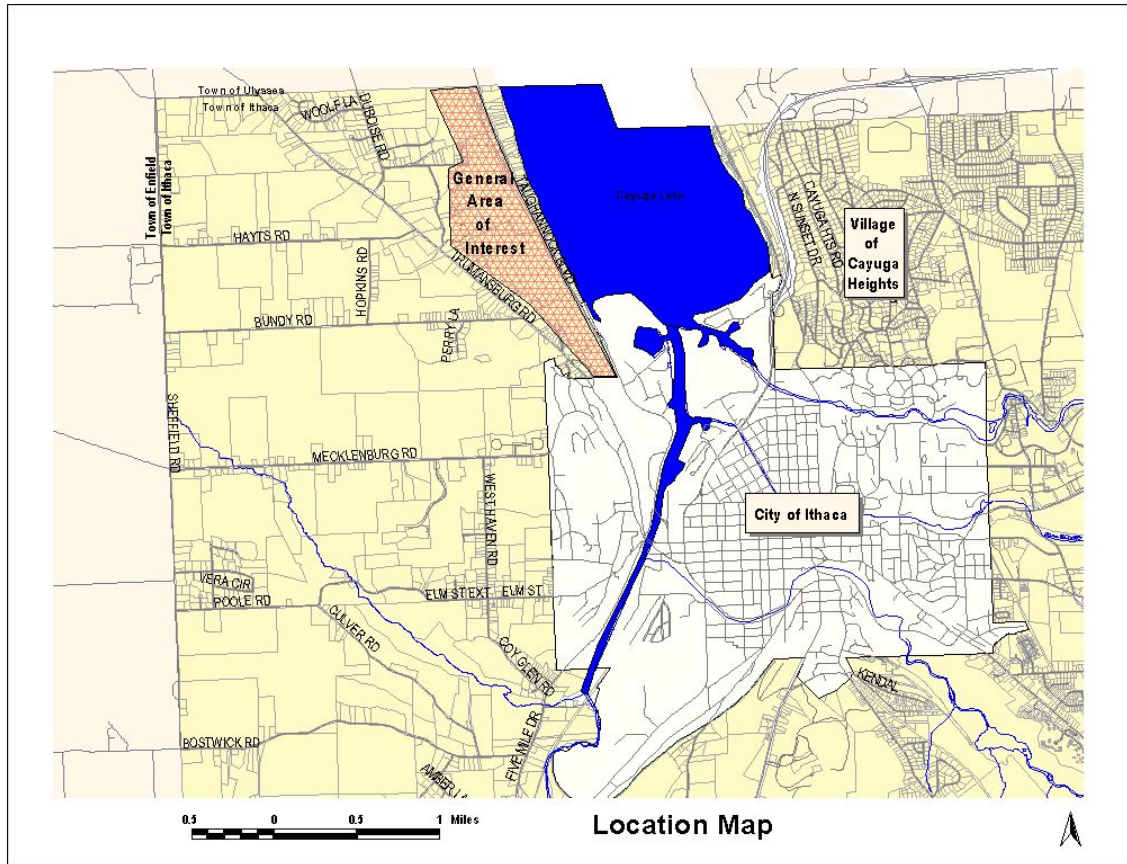 Town of Ulysses
Town of Ithaca
WOOLF LA
DUBOISE RD
Town of Enfield
Town of Ithaca
General
Area
of
Interest
TAUGHANNOCK BLVD
Cayuga Lake
CAYUGA HTS RD
N SUNSET DR
Village
of
Cayuga
Heights
HAYTS RD
HOPKINS RD
TRUMANSBURG RD
BUNDY RD
PERRY LA
SHEFFIELD RD
MECKLENBURG RD
WEST HAVEN RD
City of Ithaca
VERA CIR
POOLE RD
ELM ST EXT
ELM ST
CULVER RD
COY GLEN RD
KENDAL
BOSTWICK RD
FIVE MILE DR
AMBER LA
0.5 0 0.5 1 Miles
Location Map